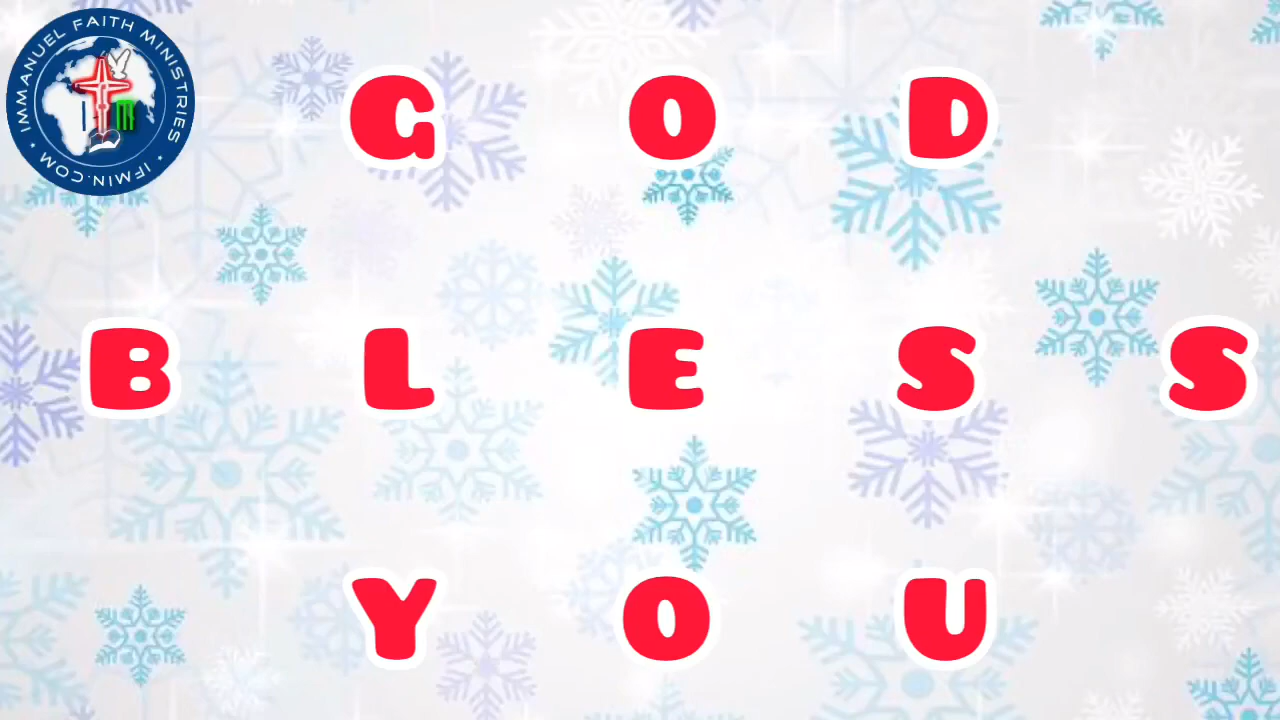 IMMANUEL FAITH MINISTRIES
IFMIN.COM
G O D
B L E S S
Y O U